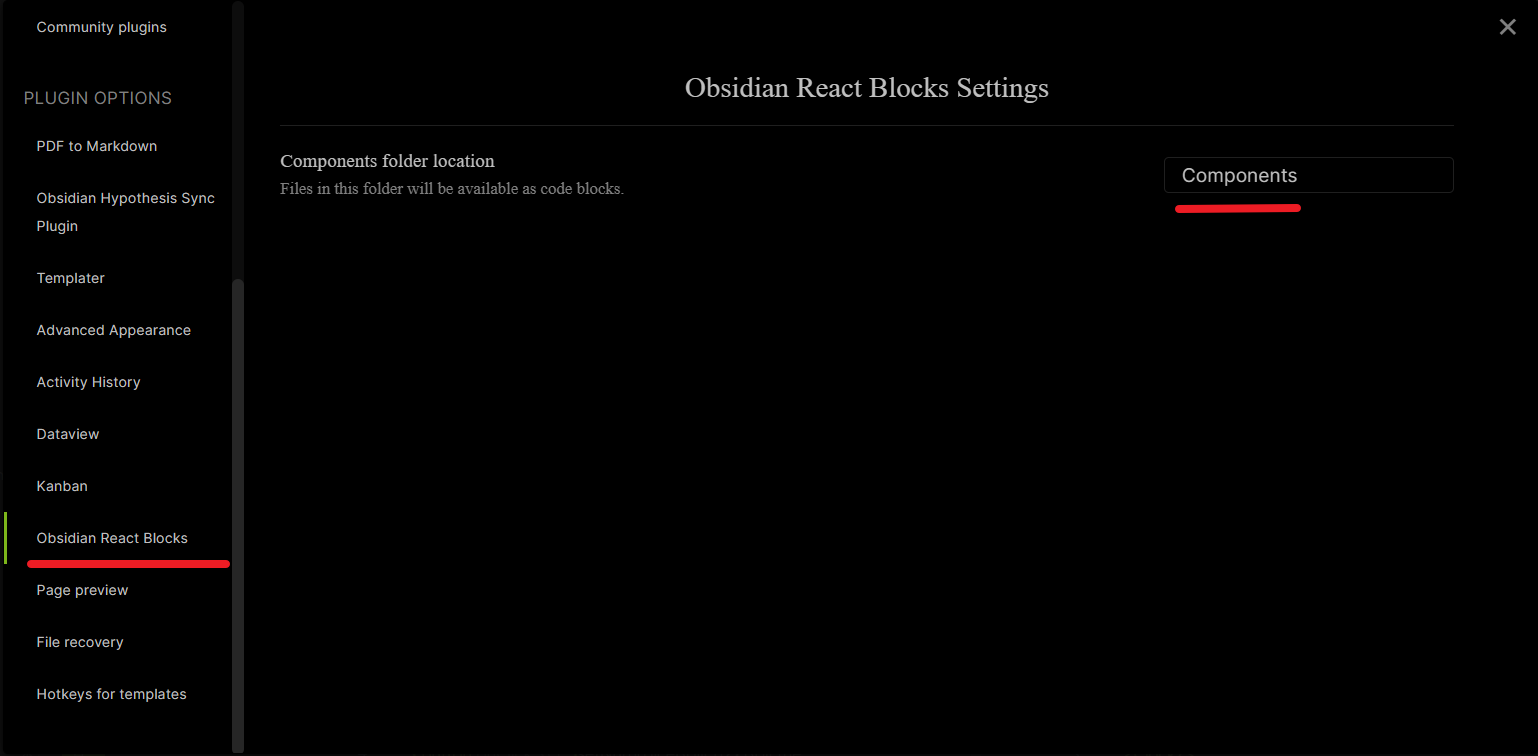 Community plugins
PLUGIN OPTIONS
PDF to Markdown
Obsidian Hypothesis Sync
Plugin
Templater
Advanced Appearance
Activity History
Dataview
Kanban
Obsidian React Blocks
Page preview
File recovery
Hotkeys for templates
Obsidian React Blocks Settings
Components folder location
Files in this folder will be available as code blocks.
Components